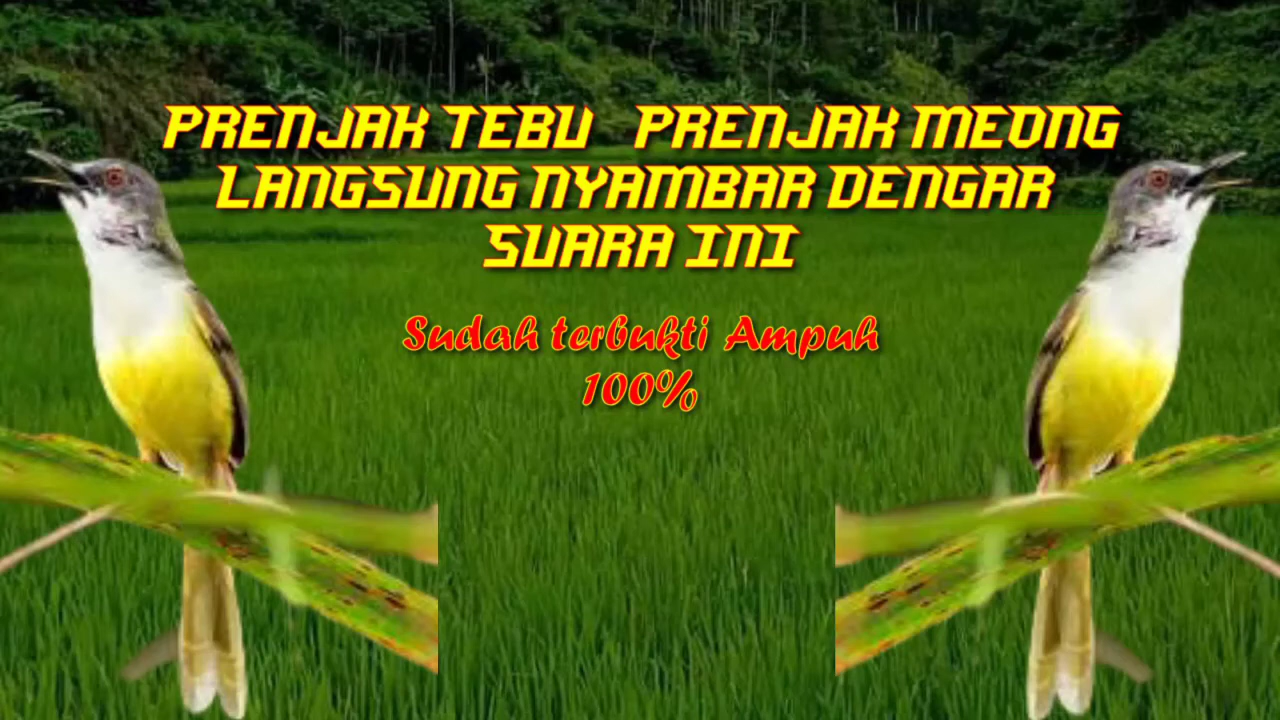 PRENJAK TEBU PRENJAK MEONG
LANGSUNG NYAMBAR DENGAR
SUARA INI
Sudah terbukti Ampuh
100%